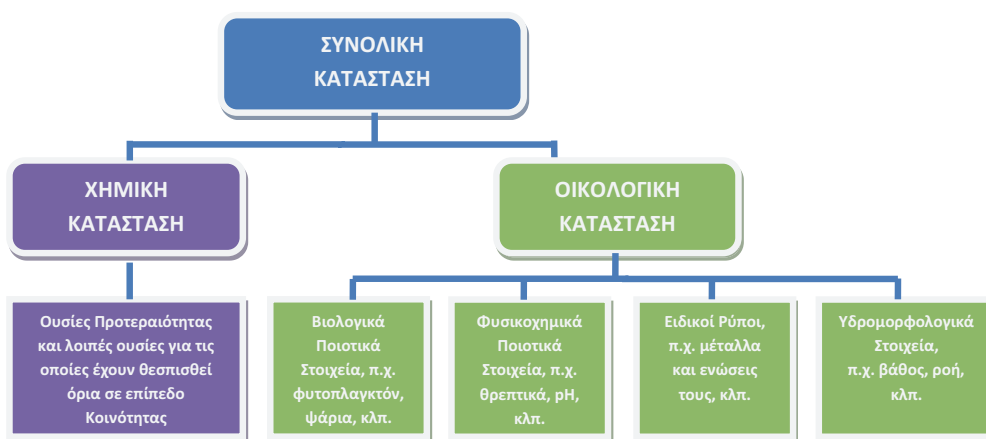 ΣΥΝΟΛΙΚΗ
ΚΑΤΑΣΤΑΣΗ
ΧΗΜΙΚΗ
ΚΑΤΑΣΤΑΣΗ
ΟΙΚΟΛΟΓΙΚΗ
ΚΑΤΑΣΤΑΣΗ
Ουσίες Προτεραιότητας
και λοιπές ουσίες για τις
οποίες έχουν θεσπισθεί
όρια σε επίπεδο
Κοινότητας
Βιολογικά
Ποιοτικά
Στοιχεία, π.χ.
φυτοπλαγκτόν,
ψάρια, κλπ.
Φυσικοχημικά
Ποιοτικά
Στοιχεία, π.χ.
θρεπτικά, pH,
κλπ.
Ειδικοί Ρύποι,
π.χ. μέταλλα
και ενώσεις
τους, κλπ.
Υδρομορφολογικά
Στοιχεία,
π.χ. βάθος, ροή,
κλπ.